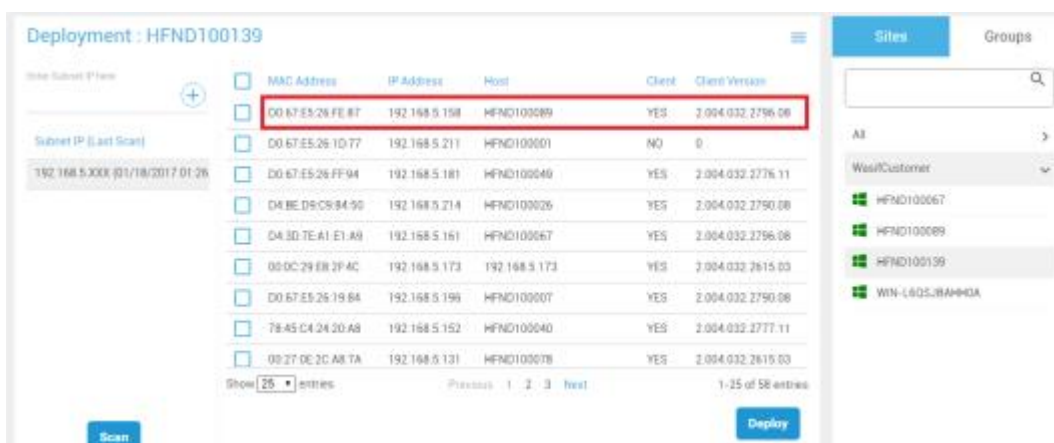 Deployment : HFND100139
Enter Subnet IP here
Subnet IP (Last Scan)
192.168.5.XXX (01/18/2017 01:26
MAC Address IP Address Host Client Client Version
D0:67:E5:26:FE:87 192.168.5.158 HFND100089 YES 2.004.032.2796.08
D0:67:E5:26:1D:77 192.168.5.211 HFND100001 NO 0
D0:67:E5:26:FF:94 192.168.5.181 HFND100049 YES 2.004.032.2776.11
D4:BE:D9:C9:84:50 192.168.5.214 HFND100026 YES 2.004.032.2790.08
D4:3D:7E:A1:E1:A9 192.168.5.161 HFND100067 YES 2.004.032.2796.08
00:0C:29:E8:2F:4C 192.168.5.173 192.168.5.173 YES 2.004.032.2615.03
D0:67:E5:26:19:84 192.168.5.196 HFND100007 YES 2.004.032.2790.08
78:45:C4:24:20:A8 192.168.5.152 HFND100040 YES 2.004.032.2777.11
00:27:0E:2C:A8:7A 192.168.5.131 HFND100078 YES 2.004.032.2615.03
Show 25 entries
Previous 1 2 3 Next
1-25 of 58 entries
Scan
Deploy
Sites Groups
All
WasifCustomer
HFND100067
HFND100089
HFND100139